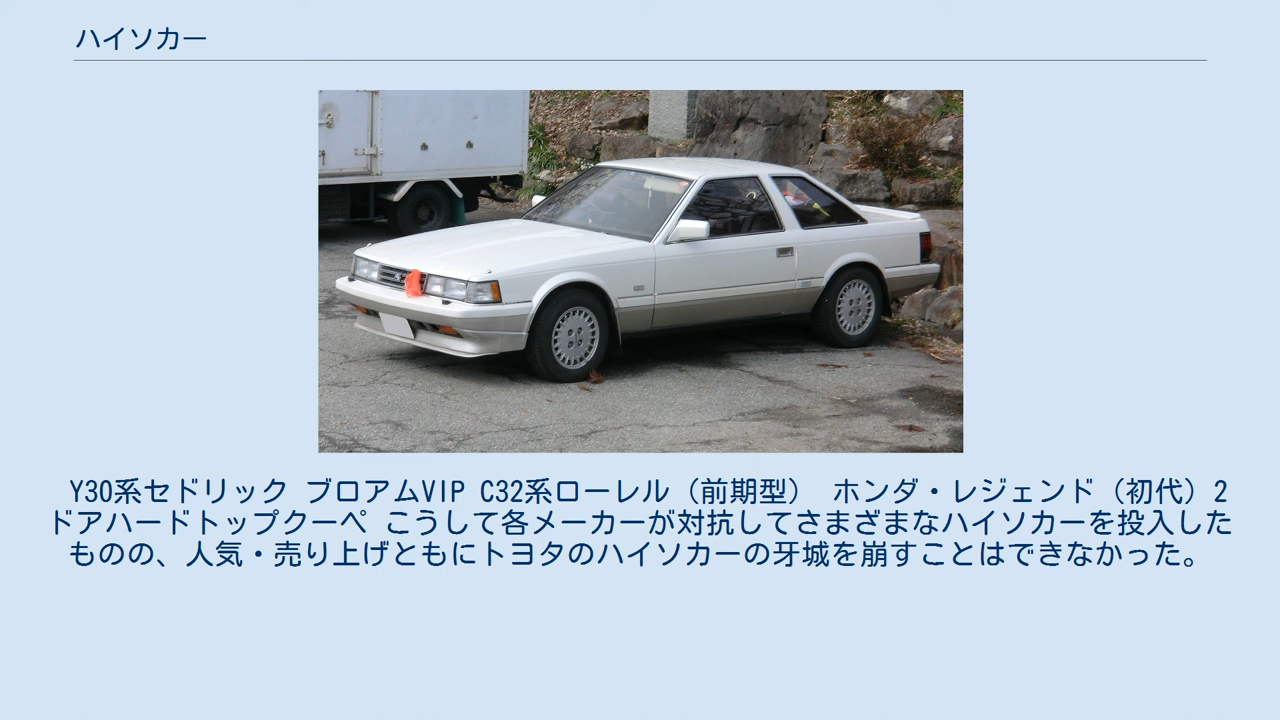 ハイソカー
Y30系セドリック ブロアムVIP C32系ローレル（前期型） ホンダ・レジェンド（初代）2
ドアハードトップクーペ こうして各メーカーが対抗してさまざまなハイソカーを投入した
ものの、人気・売り上げともにトヨタのハイソカーの牙城を崩すことはできなかった。